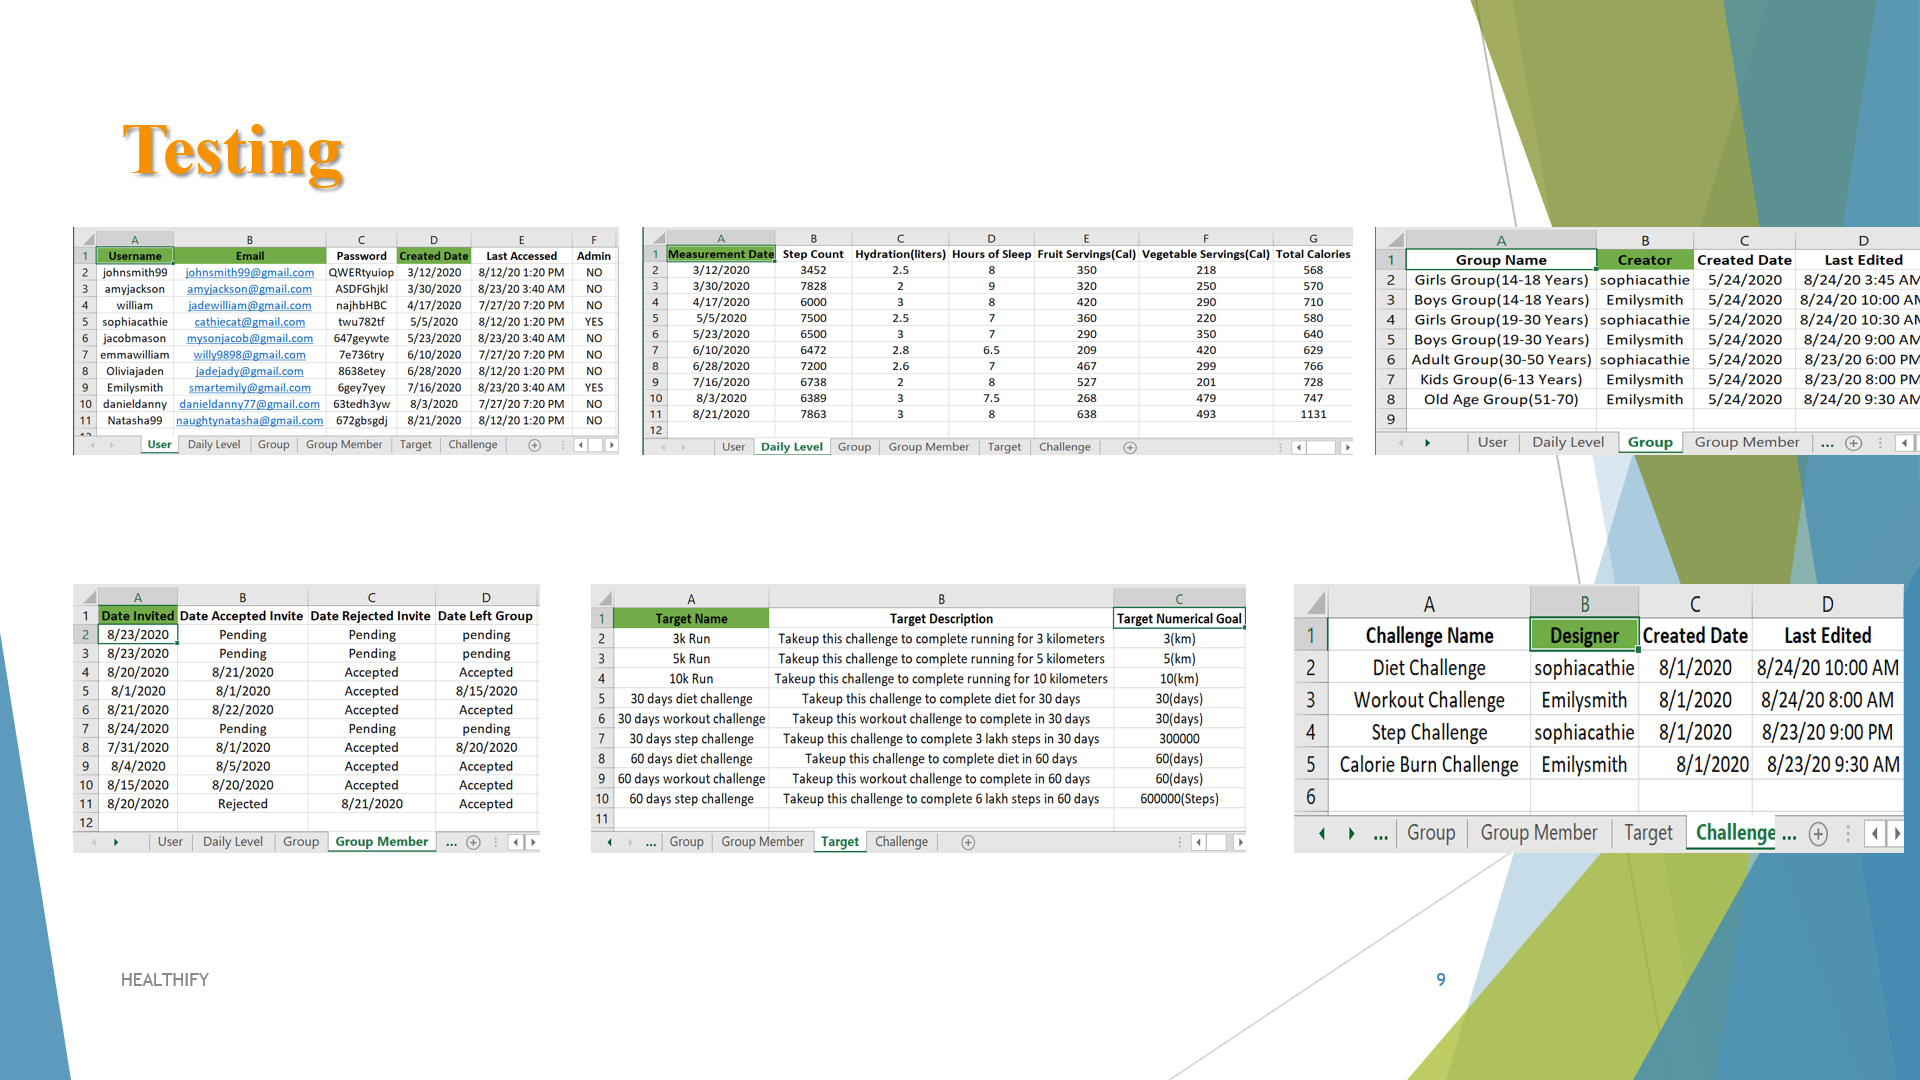 Testing
A B C D E F
1 Username Email Password Created Date Last Accessed Admin
2 johnsmith99 johnsmith99@gmail.com QWERtyuiop 3/12/2020 8/12/20 1:20 PM NO
3 amyjackson amyjackson@gmail.com ASDFGhjkl 3/30/2020 8/23/20 3:40 AM NO
4 william jadewilliam@gmail.com najhbHBC 4/17/2020 7/27/20 7:20 PM NO
5 sophiacathie cathiecat@gmail.com twu782tf 5/5/2020 8/12/20 1:20 PM YES
6 jacobmason mysonjacob@gmail.com 647geywte 5/23/2020 8/23/20 3:40 AM NO
7 emmawilliam willy9898@gmail.com 7e736try 6/10/2020 7/27/20 7:20 PM NO
8 Oliviajaden jadejady@gmail.com 8638etey 6/28/2020 8/12/20 1:20 PM NO
9 Emilysmith smartemily@gmail.com 6gey7yey 7/16/2020 8/23/20 3:40 AM YES
10 danieldanny danieldanny77@gmail.com 63tedh3yw 8/3/2020 7/27/20 7:20 PM NO
11 Natasha99 naughtynatasha@gmail.com 672gbsgdj 8/21/2020 8/12/20 1:20 PM NO
User Daily Level Group Group Member Target Challenge
A B C D E F G
1 Measurement Date Step Count Hydration(liters) Hours of Sleep Fruit Servings(Cal) Vegetable Servings(Cal) Total Calories
2 3/12/2020 3452 2.5 8 350 218 568
3 3/30/2020 7828 2 9 320 250 570
4 4/17/2020 6000 3 8 420 290 710
5 5/5/2020 7500 2.5 7 360 220 580
6 5/23/2020 6500 3 7 290 350 640
7 6/10/2020 6472 2.8 6.5 209 420 629
8 6/28/2020 7200 2.6 7 467 299 766
9 7/16/2020 6738 2 8 527 201 728
10 8/3/2020 6389 3 7.5 268 479 747
11 8/21/2020 7863 3 8 638 493 1131
12
User Daily Level Group Group Member Target Challenge
A B C D
1 Group Name Creator Created Date Last Edited
2 Girls Group(14-18 Years) sophiacathie 5/24/2020 8/24/20 3:45 AM
3 Boys Group(14-18 Years) Emilysmith 5/24/2020 8/24/20 10:00 AM
4 Girls Group(19-30 Years) sophiacathie 5/24/2020 8/24/20 10:30 AM
5 Boys Group(19-30 Years) Emilysmith 5/24/2020 8/24/20 9:00 AM
6 Adult Group(30-50 Years) sophiacathie 5/24/2020 8/23/20 6:00 PM
7 Kids Group(6-13 Years) Emilysmith 5/24/2020 8/23/20 8:00 PM
8 Old Age Group(51-70) Emilysmith 5/24/2020 8/24/20 9:30 AM
9
User Daily Level Group Group Member ...
A B C D
1 Date Invited Date Accepted Invite Date Rejected Invite Date Left Group
2 8/23/2020 Pending Pending pending
3 8/23/2020 Pending Pending pending
4 8/20/2020 8/21/2020 Accepted Accepted
5 8/1/2020 8/1/2020 Accepted 8/15/2020
6 8/21/2020 8/22/2020 Accepted Accepted
7 8/24/2020 Pending Pending pending
8 7/31/2020 8/1/2020 Accepted 8/20/2020
9 8/4/2020 8/5/2020 Accepted Accepted
10 8/15/2020 8/20/2020 Accepted Accepted
11 8/20/2020 Rejected 8/21/2020 Accepted
12
User Daily Level Group Group Member ...
A B C
1 Target Name Target Description Target Numerical Goal
2 3k Run Takeup this challenge to complete running for 3 kilometers 3(km)
3 5k Run Takeup this challenge to complete running for 5 kilometers 5(km)
4 10k Run Takeup this challenge to complete running for 10 kilometers 10(km)
5 30 days diet challenge Takeup this challenge to complete diet for 30 days 30(days)
6 30 days workout challenge Takeup this workout challenge to complete in 30 days 30(days)
7 30 days step challenge Takeup this challenge to complete 3 lakh steps in 30 days 300000
8 60 days diet challenge Takeup this challenge to complete diet in 60 days 60(days)
9 60 days workout challenge Takeup this workout challenge to complete in 60 days 60(days)
10 60 days step challenge Takeup this challenge to complete 6 lakh steps in 60 days 600000(Steps)
11
... Group Group Member Target Challenge
A B C D
1 Challenge Name Designer Created Date Last Edited
2 Diet Challenge sophiacathie 8/1/2020 8/24/20 10:00 AM
3 Workout Challenge Emilysmith 8/1/2020 8/24/20 8:00 AM
4 Step Challenge sophiacathie 8/1/2020 8/23/20 9:00 PM
5 Calorie Burn Challenge Emilysmith 8/1/2020 8/23/20 9:30 AM
6
... Group Group Member Target Challenge ...
HEALTHIFY
9